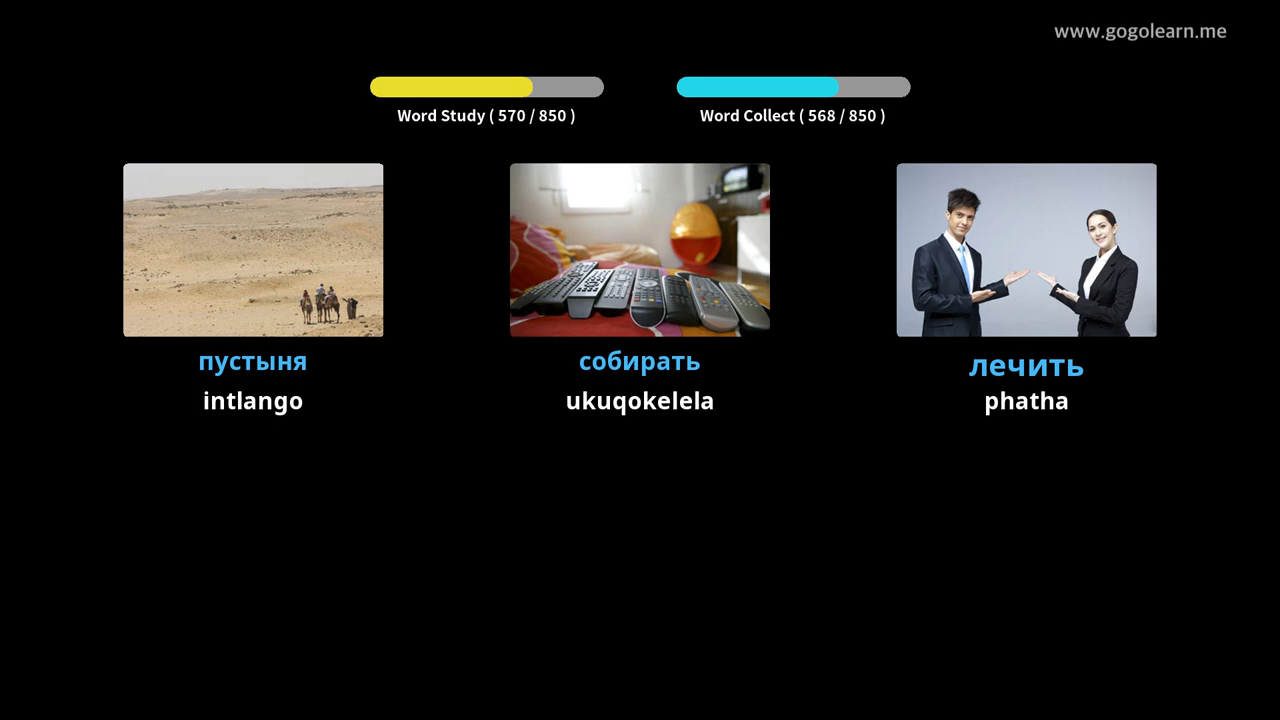 www.gogolearn.me
Word Study ( 570 / 850 )
Word Collect ( 568 / 850 )
пустыня
intlango
собирать
ukuqokelela
лечить
phatha